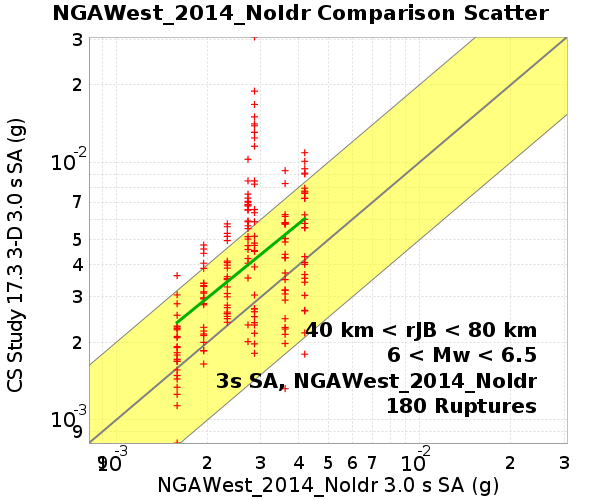 NGAWest_2014_NoIdr Comparison Scatter
CS Study 17.3 3-D 3.0 s SA (g)
3
2
10-2
7
5
4
3
2
10-3
9
40 km < rJB < 80 km
6 < Mw < 6.5
3s SA, NGAWest_2014_NoIdr
180 Ruptures
9 10-3 2 3 4 5 6 7 10-2 2 3
NGAWest_2014_NoIdr 3.0 s SA (g)